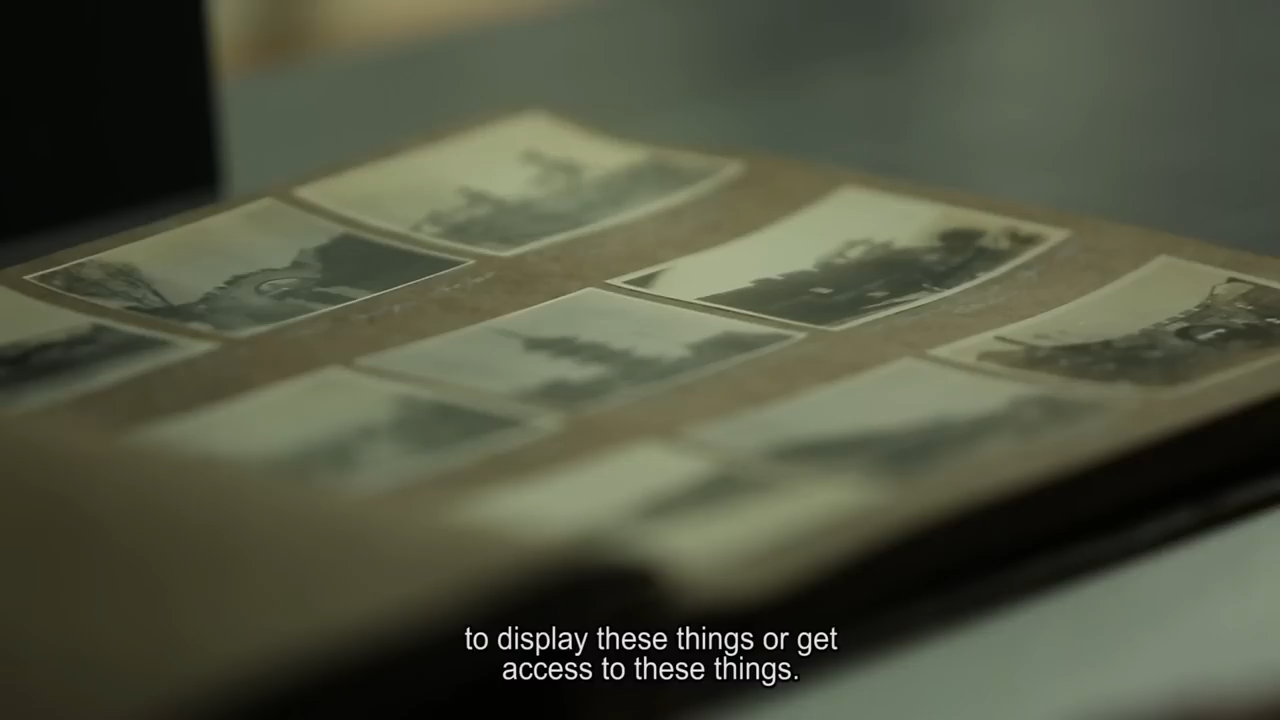 to display these things or get
access to these things.